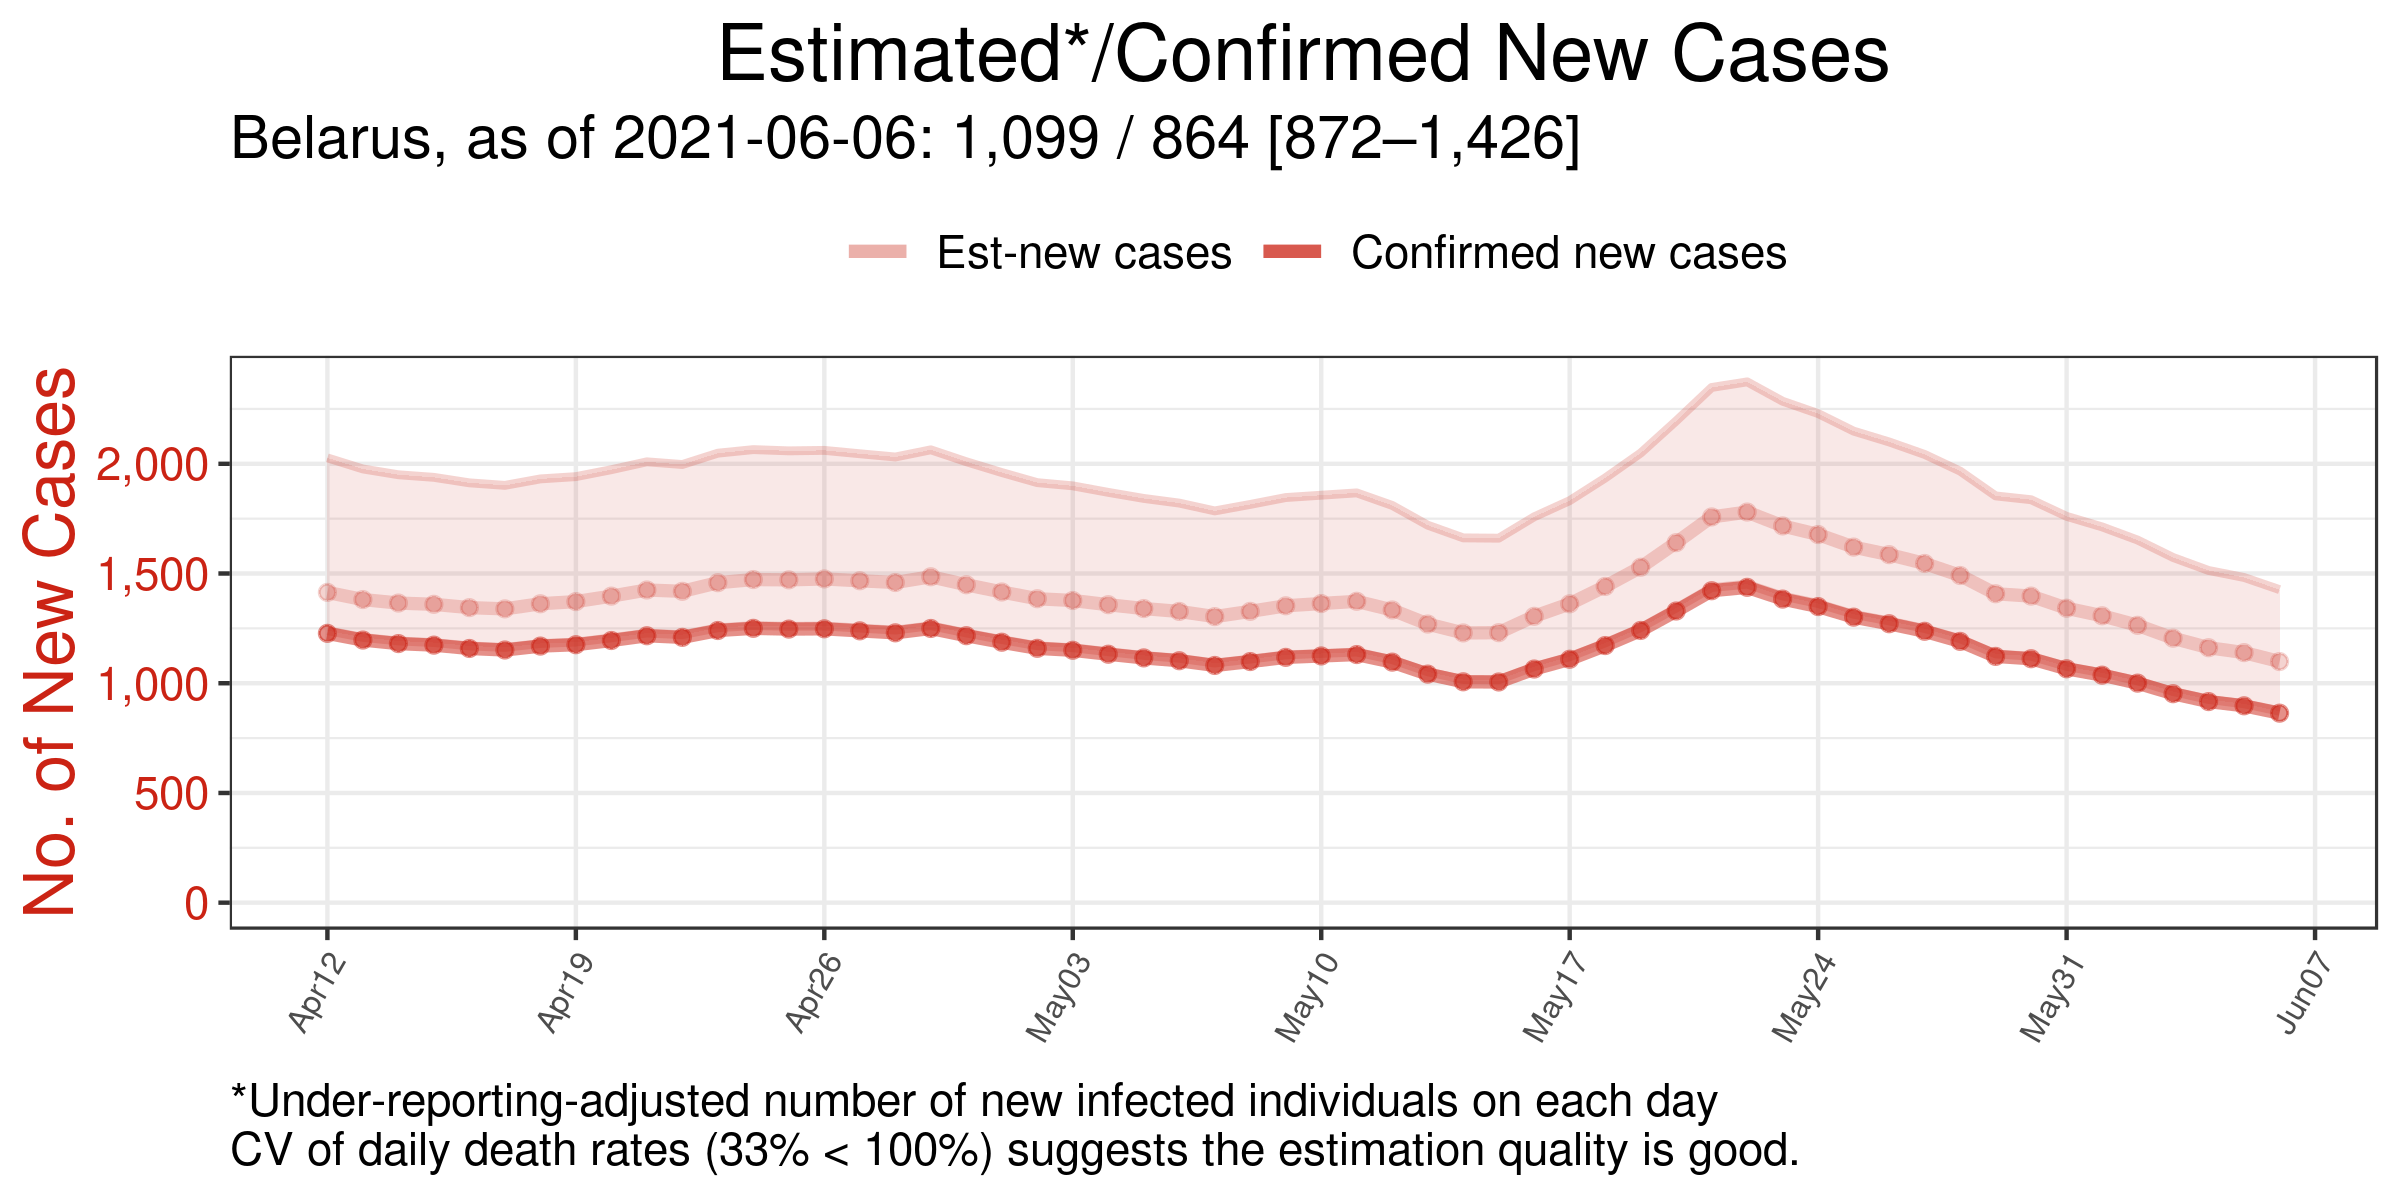 Estimated*/Confirmed New Cases
Belarus, as of 2021-06-06: 1,099 / 864 [872–1,426]
Est-new cases
Confirmed new cases
No. of New Cases
2,000
1,500
1,000
500
0
Apr12
Apr19
Apr26
May03
May10
May17
May24
May31
Jun07
*Under-reporting-adjusted number of new infected individuals on each day
CV of daily death rates (33% < 100%) suggests the estimation quality is good.